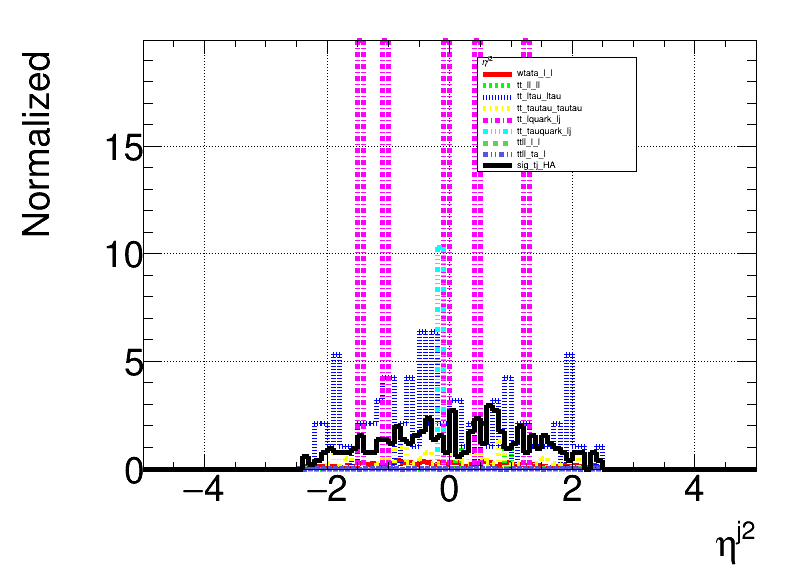 Normalized
η^j2
wtata_l_l
tt_ll_ll
tt_ltau_ltau
tt_tautau_tautau
tt_lquark_lj
tt_tauquark_lj
ttll_l_l
ttll_ta_l
sig_tj_HA
15
10
5
0
−4 −2 0 2 4
η^j2